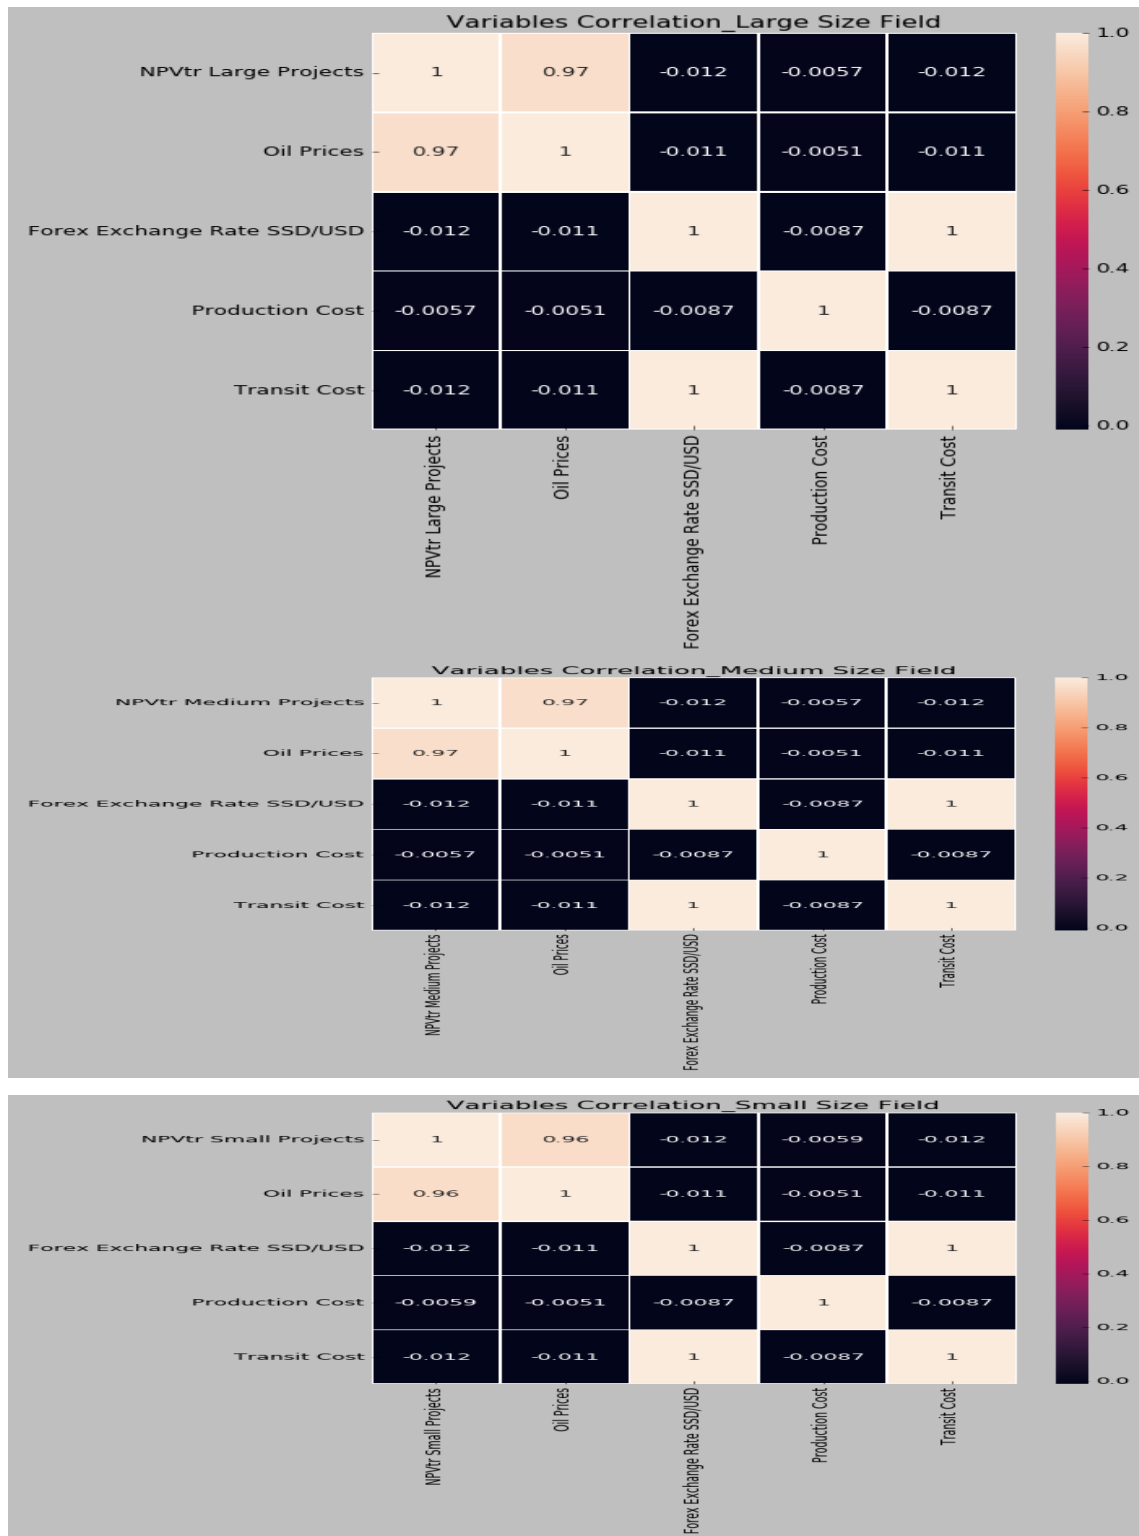 Variables Correlation_Large Size Field
1.0
NPVtr Large Projects 1 0.97 -0.012 -0.0057 -0.012
0.8
Oil Prices 0.97 1 -0.011 -0.0051 -0.011
0.6
Forex Exchange Rate SSD/USD -0.012 -0.011 1 -0.0087 1
0.4
Production Cost -0.0057 -0.0051 -0.0087 1 -0.0087
0.2
Transit Cost -0.012 -0.011 1 -0.0087 1
0.0
NPVtr Large Projects
Oil Prices
Forex Exchange Rate SSD/USD
Production Cost
Transit Cost
Variables Correlation_Medium Size Field
1.0
NPVtr Medium Projects 1 0.97 -0.012 -0.0057 -0.012
0.8
Oil Prices 0.97 1 -0.011 -0.0051 -0.011
0.6
Forex Exchange Rate SSD/USD -0.012 -0.011 1 -0.0087 1
0.4
Production Cost -0.0057 -0.0051 -0.0087 1 -0.0087
0.2
Transit Cost -0.012 -0.011 1 -0.0087 1
0.0
NPVtr Medium Projects
Oil Prices
Forex Exchange Rate SSD/USD
Production Cost
Transit Cost
Variables Correlation_Small Size Field
1.0
NPVtr Small Projects 1 0.96 -0.012 -0.0059 -0.012
0.8
Oil Prices 0.96 1 -0.011 -0.0051 -0.011
0.6
Forex Exchange Rate SSD/USD -0.012 -0.011 1 -0.0087 1
0.4
Production Cost -0.0059 -0.0051 -0.0087 1 -0.0087
0.2
Transit Cost -0.012 -0.011 1 -0.0087 1
0.0
NPVtr Small Projects
Oil Prices
Forex Exchange Rate SSD/USD
Production Cost
Transit Cost